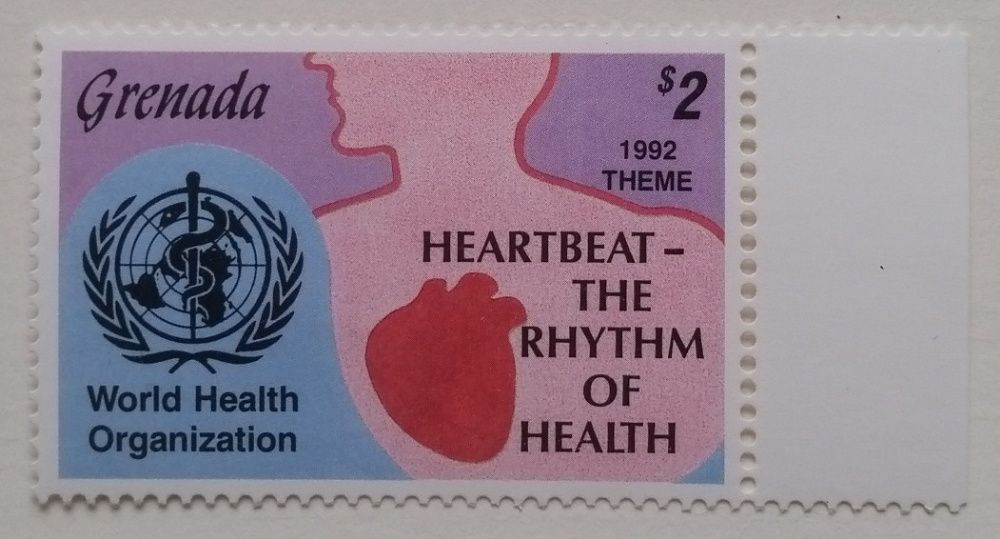 Grenada
$2
1992
THEME
HEARTBEAT –
THE
RHYTHM
OF
HEALTH
World Health
Organization